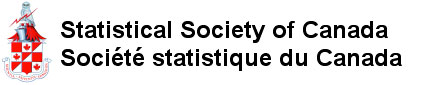 Statistical Society of Canada
Société statistique du Canada